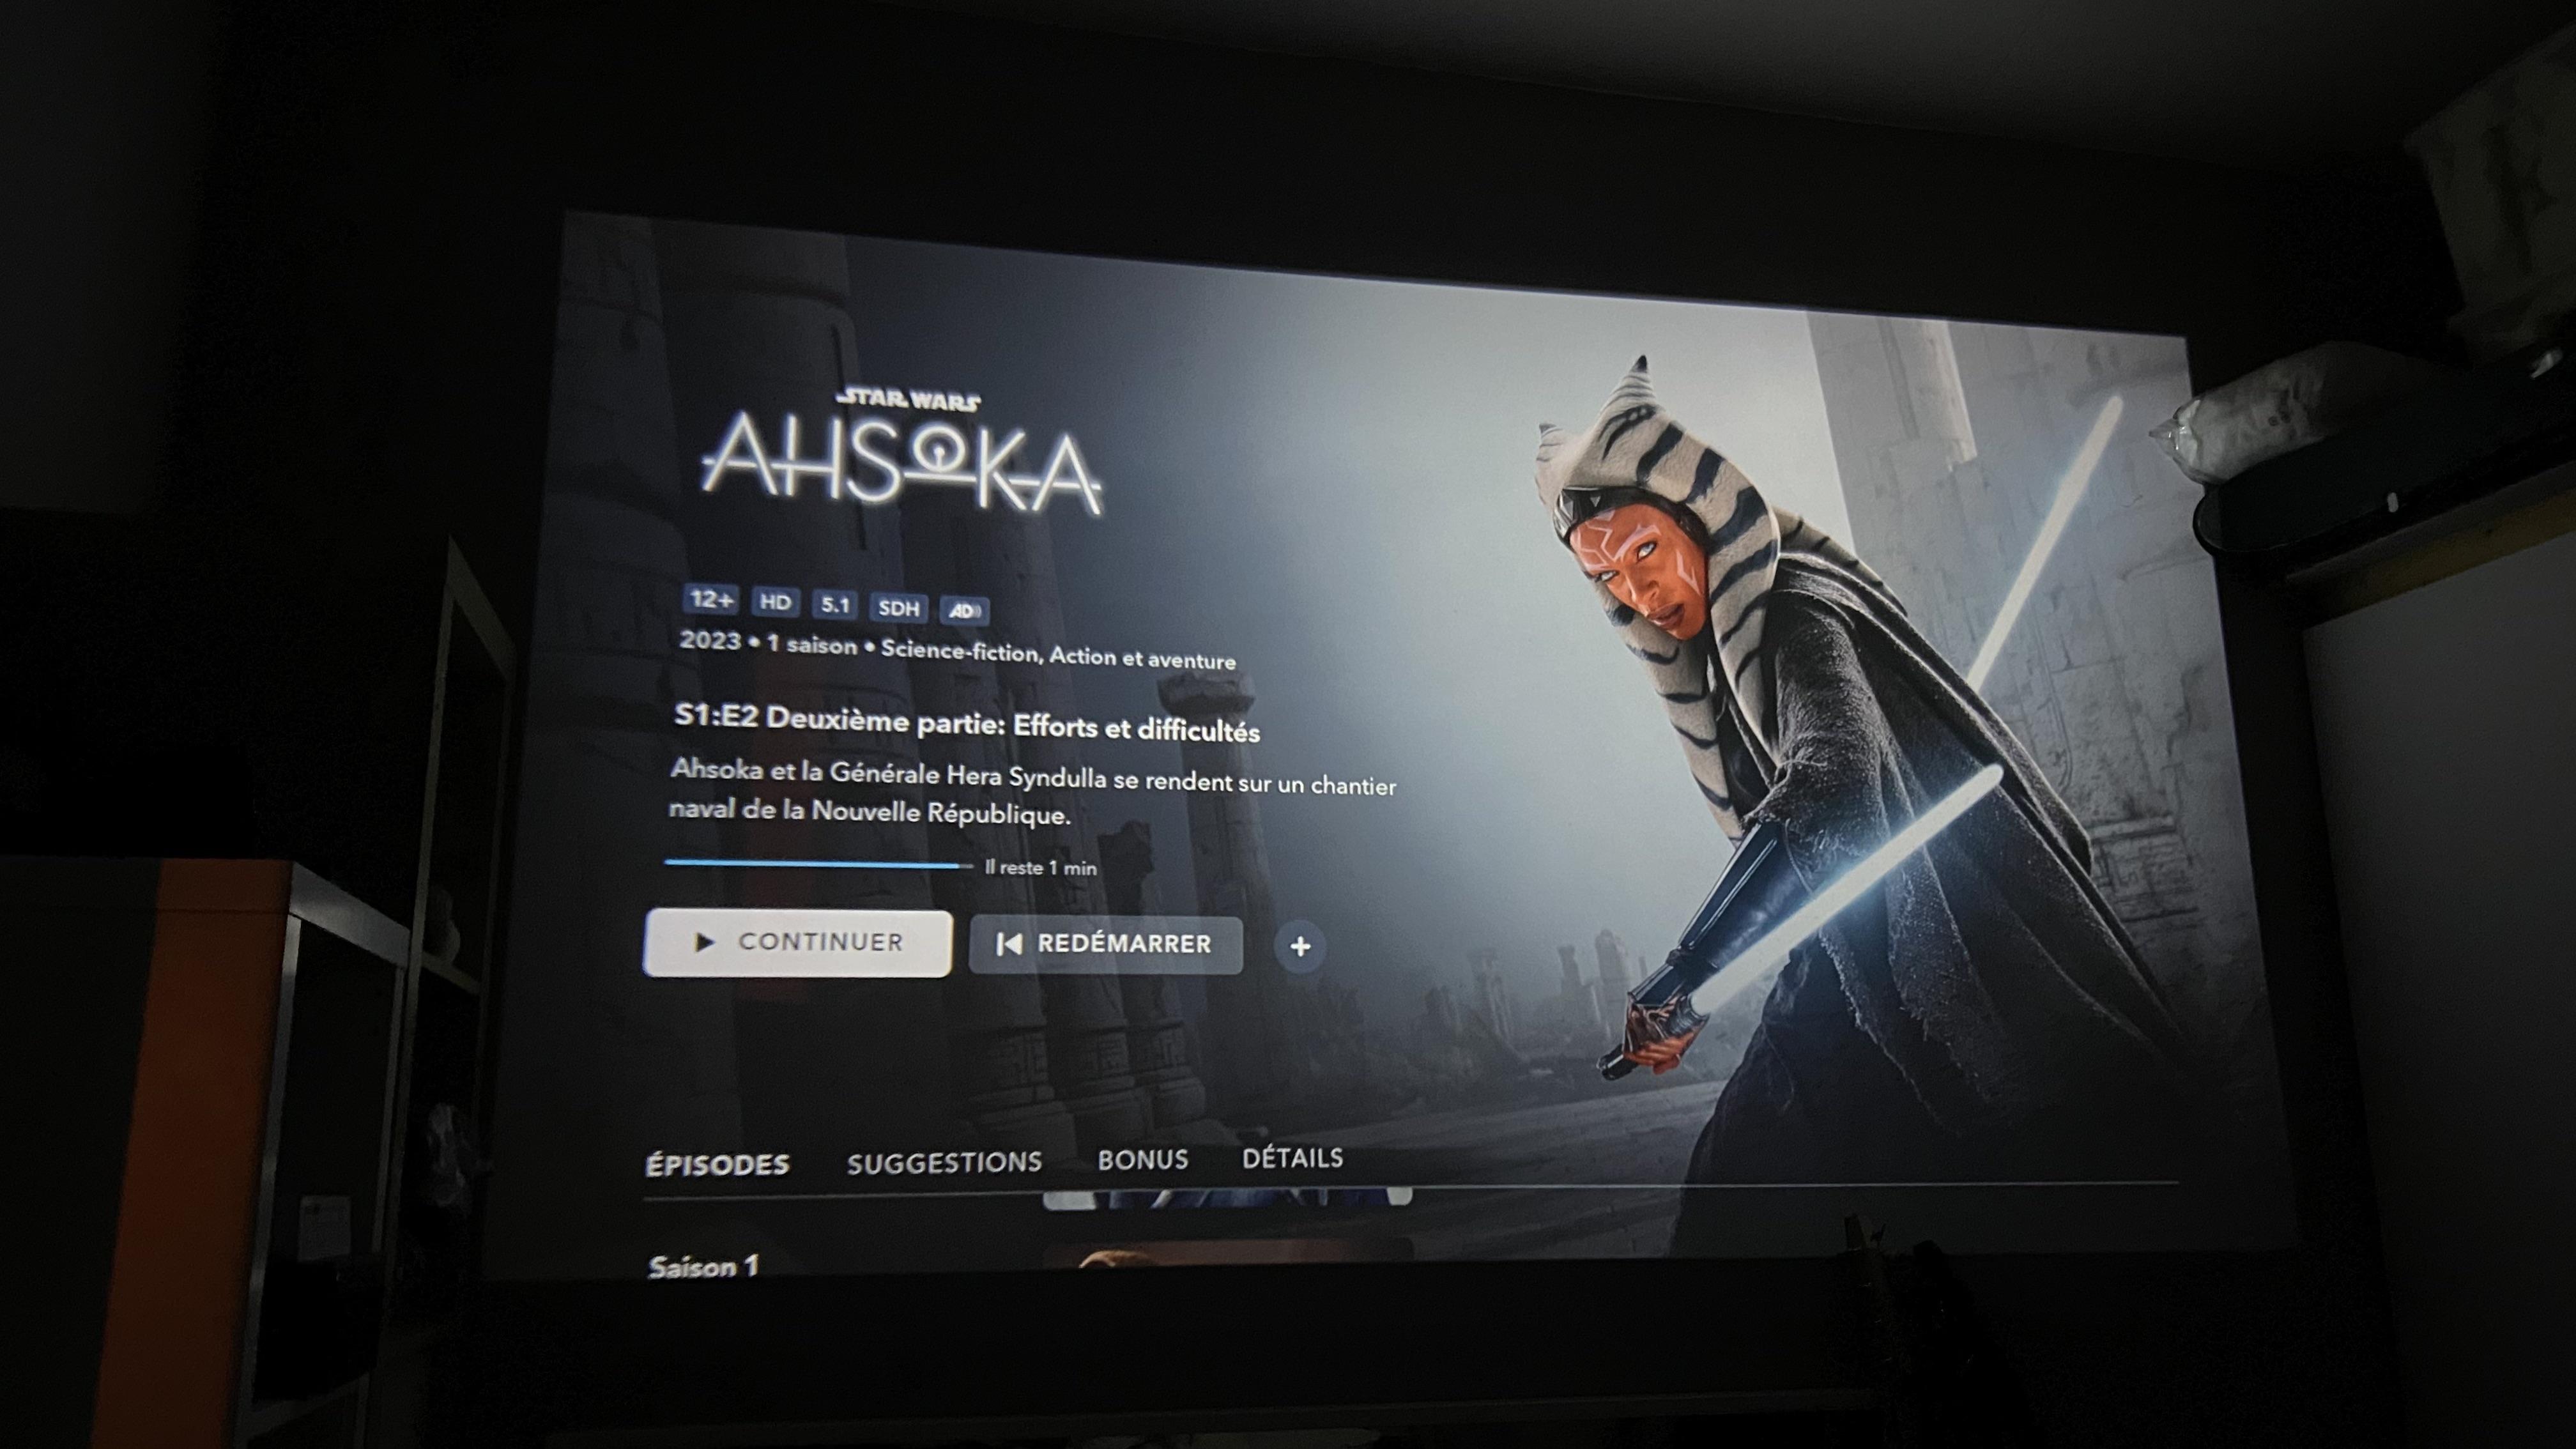 STAR WARS
AHSOKA
12+ HD 5.1 SDH AD
2023 • 1 saison • Science-fiction, Action et aventure
S1:E2 Deuxième partie: Efforts et difficultés
Ahsoka et la Générale Hera Syndulla se rendent sur un chantier
naval de la Nouvelle République.
Il reste 1 min
CONTINUER REDÉMARRER +
ÉPISODES SUGGESTIONS BONUS DÉTAILS
Saison 1